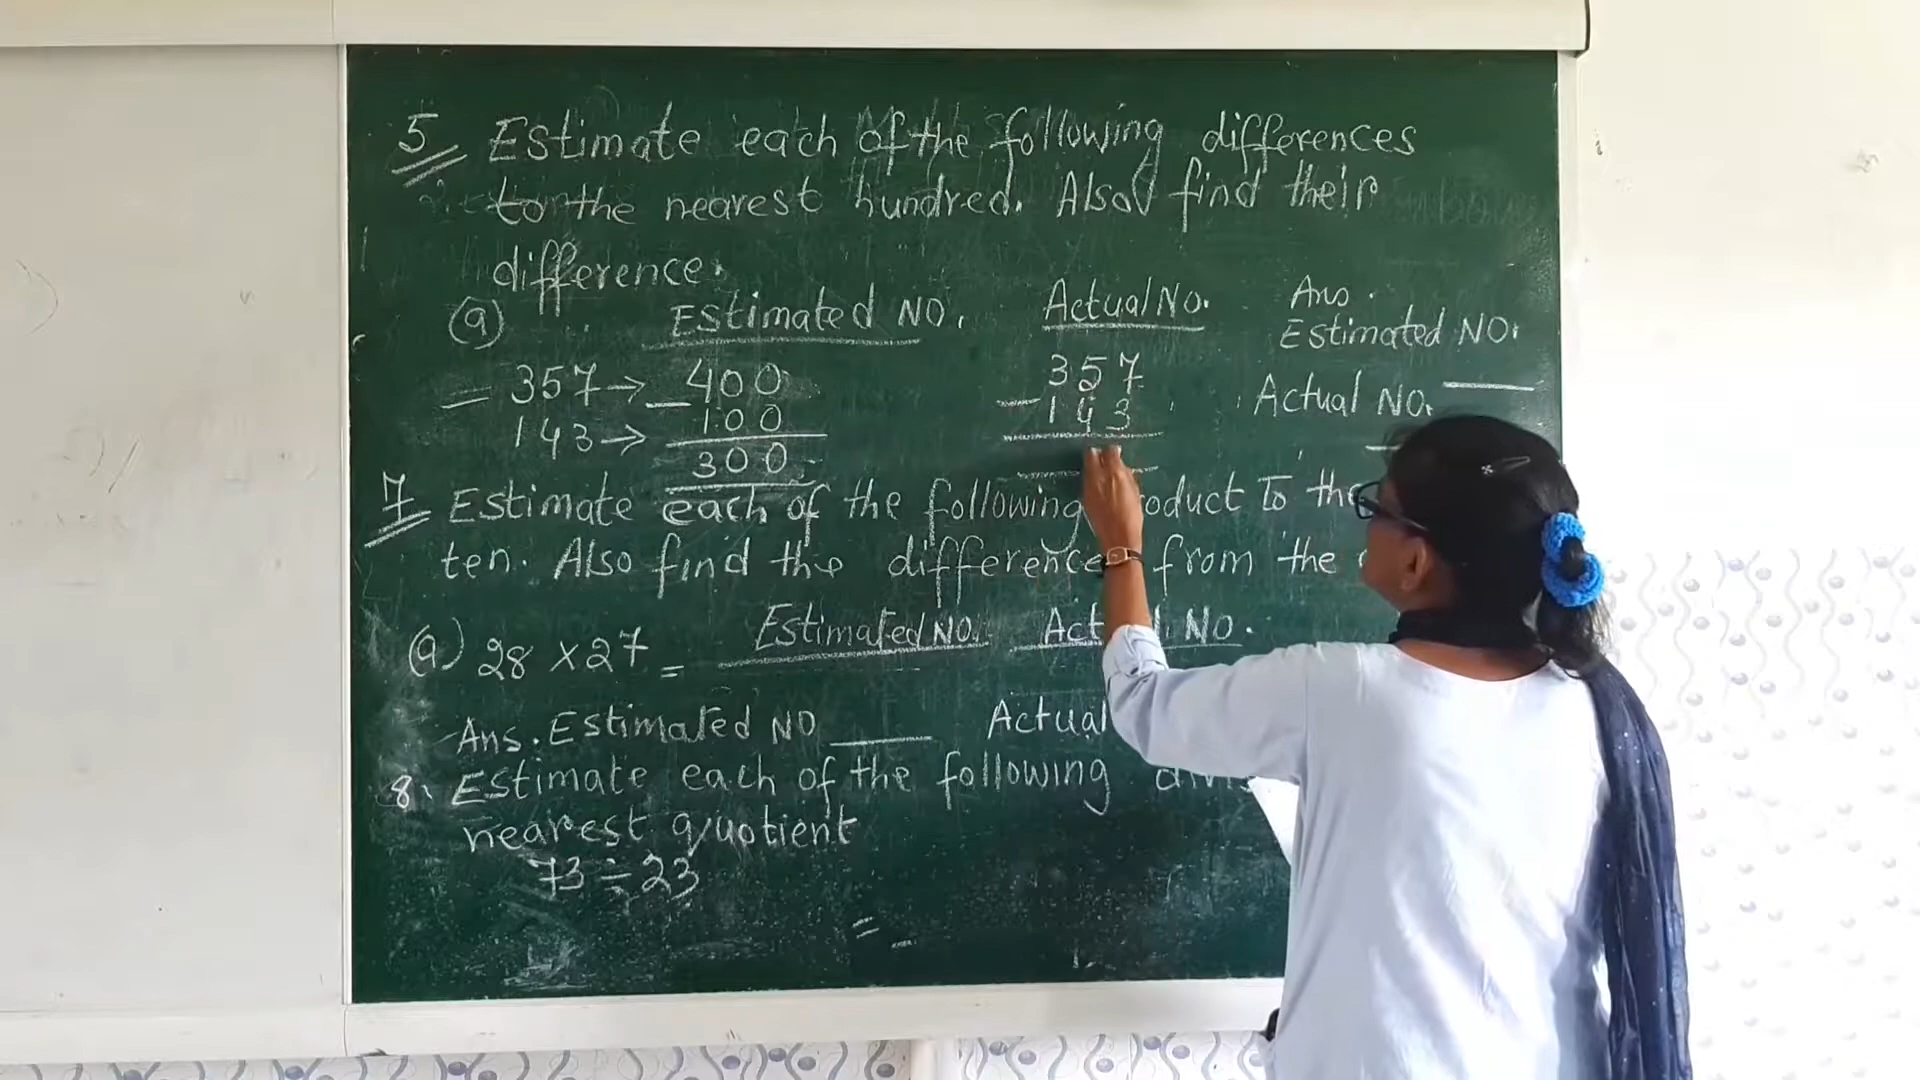 5 Estimate each of the following differences
to the nearest hundred. Also find their
difference.
(a) Estimated NO. Actual NO. Ans.
Estimated NO.
357 → 400 357 Actual NO.
— 143 → — 100 — 143
300
7 Estimate each of the following to the
ten. Also find the difference from the
(a) 28 × 27 = Estimated NO. NO.
Ans. Estimated NO ____ Actual
8. Estimate each of the following
nearest quotient
73 ÷ 23
=